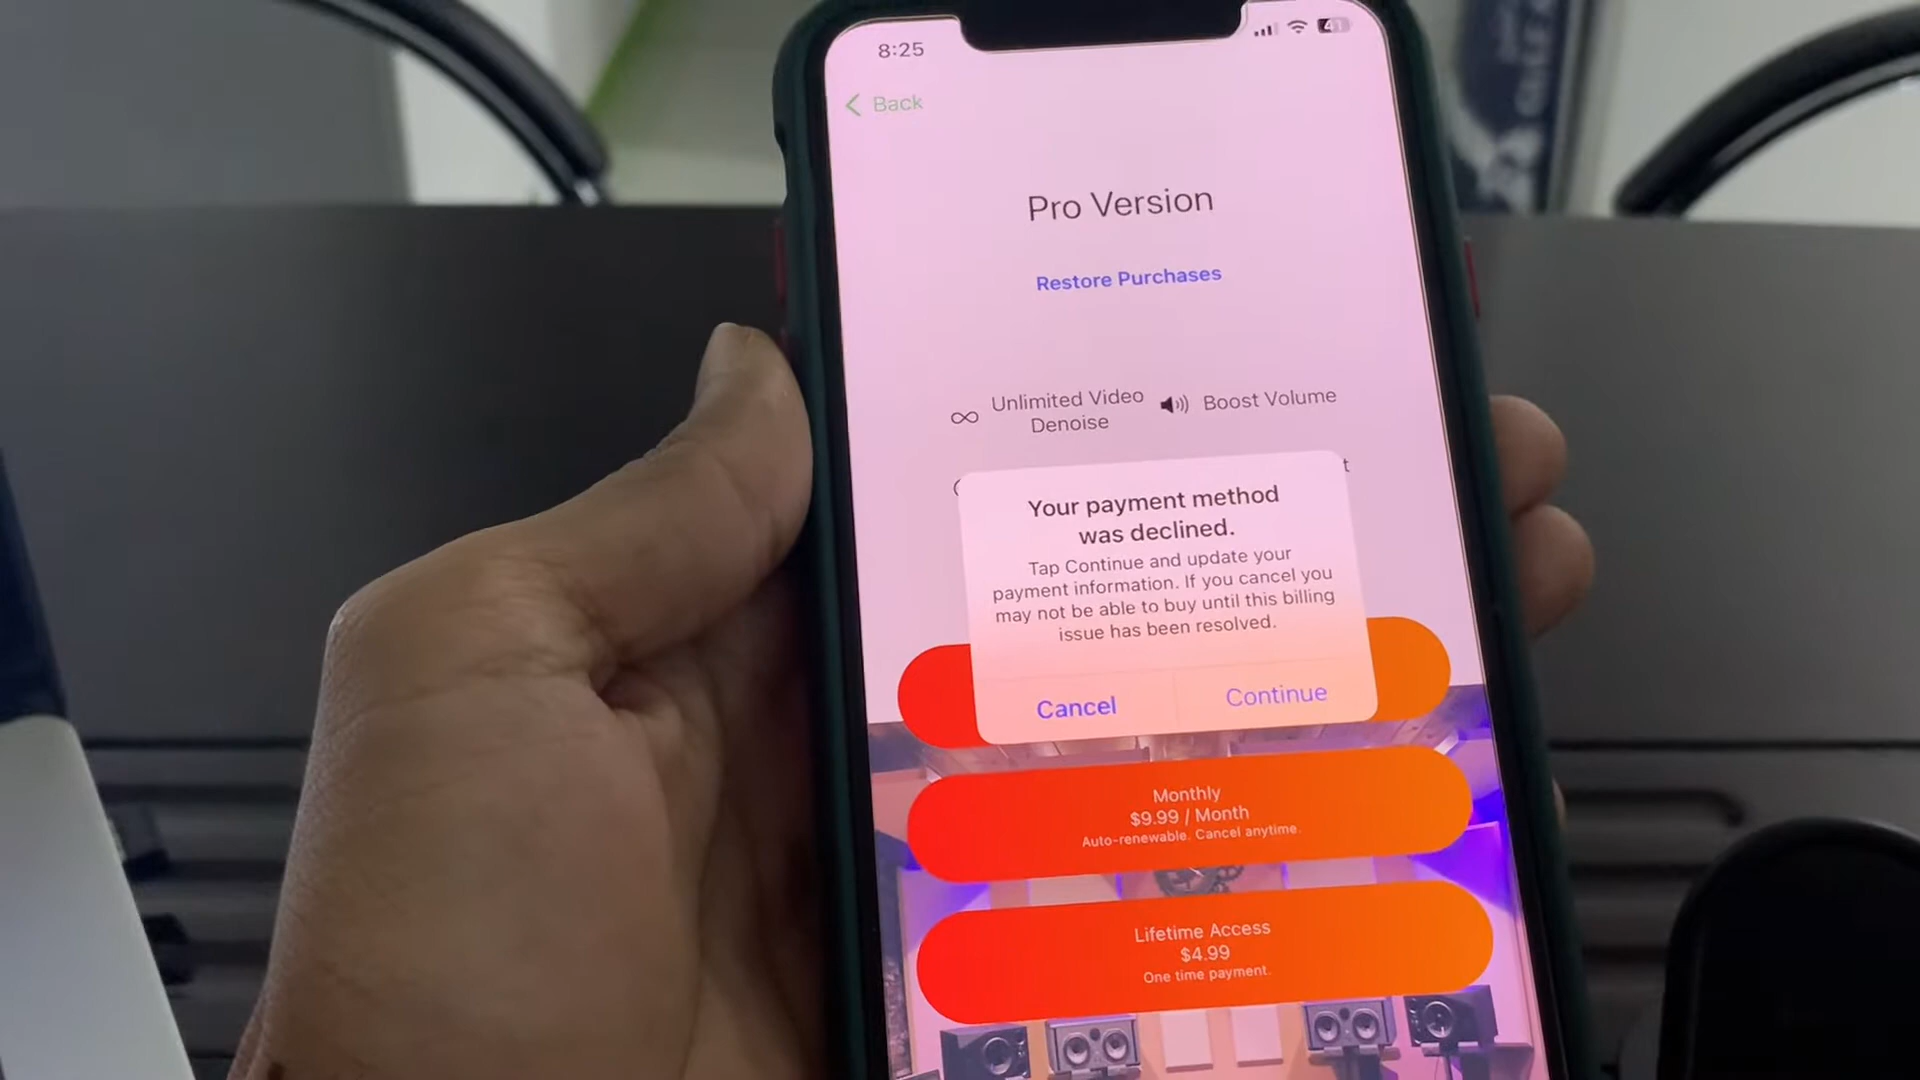 8:25
41
Back
Pro Version
Restore Purchases
Unlimited Video
Denoise
Boost Volume
t
Your payment method
was declined.
Tap Continue and update your
payment information. If you cancel you
may not be able to buy until this billing
issue has been resolved.
Cancel
Continue
Monthly
$9.99 / Month
Auto-renewable. Cancel anytime.
Lifetime Access
$4.99
One time payment.